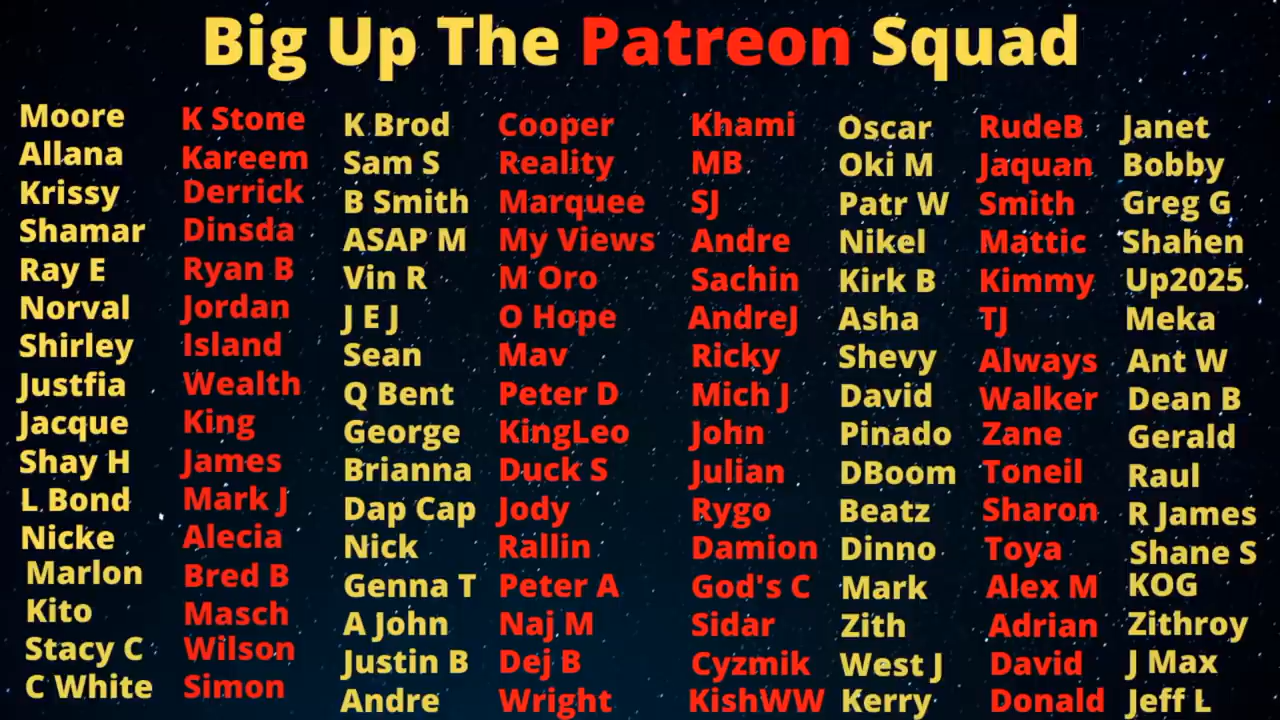 Big Up The Patreon Squad
Moore
Allana
Krissy
Shamar
Ray E
Norval
Shirley
Justfia
Jacque
Shay H
L Bond
Nicke
Marlon
Kito
Stacy C
C White
K Stone
Kareem
Derrick
Dinsda
Ryan B
Jordan
Island
Wealth
King
James
Mark J
Alecia
Bred B
Masch
Wilson
Simon
K Brod
Sam S
B Smith
ASAP M
Vin R
J E J
Sean
Q Bent
George
Brianna
Dap Cap
Nick
Genna T
A John
Justin B
Andre
Cooper
Reality
Marquee
My Views
M Oro
O Hope
Mav
Peter D
KingLeo
Duck S
Jody
Rallin
Peter A
Naj M
Dej B
Wright
Khami
MB
SJ
Andre
Sachin
AndreJ
Ricky
Mich J
John
Julian
Rygo
Damion
God's C
Sidar
Cyzmik
KishWW
Oscar
Oki M
Patr W
Nikel
Kirk B
Asha
Shevy
David
Pinado
DBoom
Beatz
Dinno
Mark
Zith
West J
Kerry
RudeB
Jaquan
Smith
Mattic
Kimmy
TJ
Always
Walker
Zane
Toneil
Sharon
Toya
Alex M
Adrian
David
Donald
Janet
Bobby
Greg G
Shahen
Up2025
Meka
Ant W
Dean B
Gerald
Raul
R James
Shane S
KOG
Zithroy
J Max
Jeff L